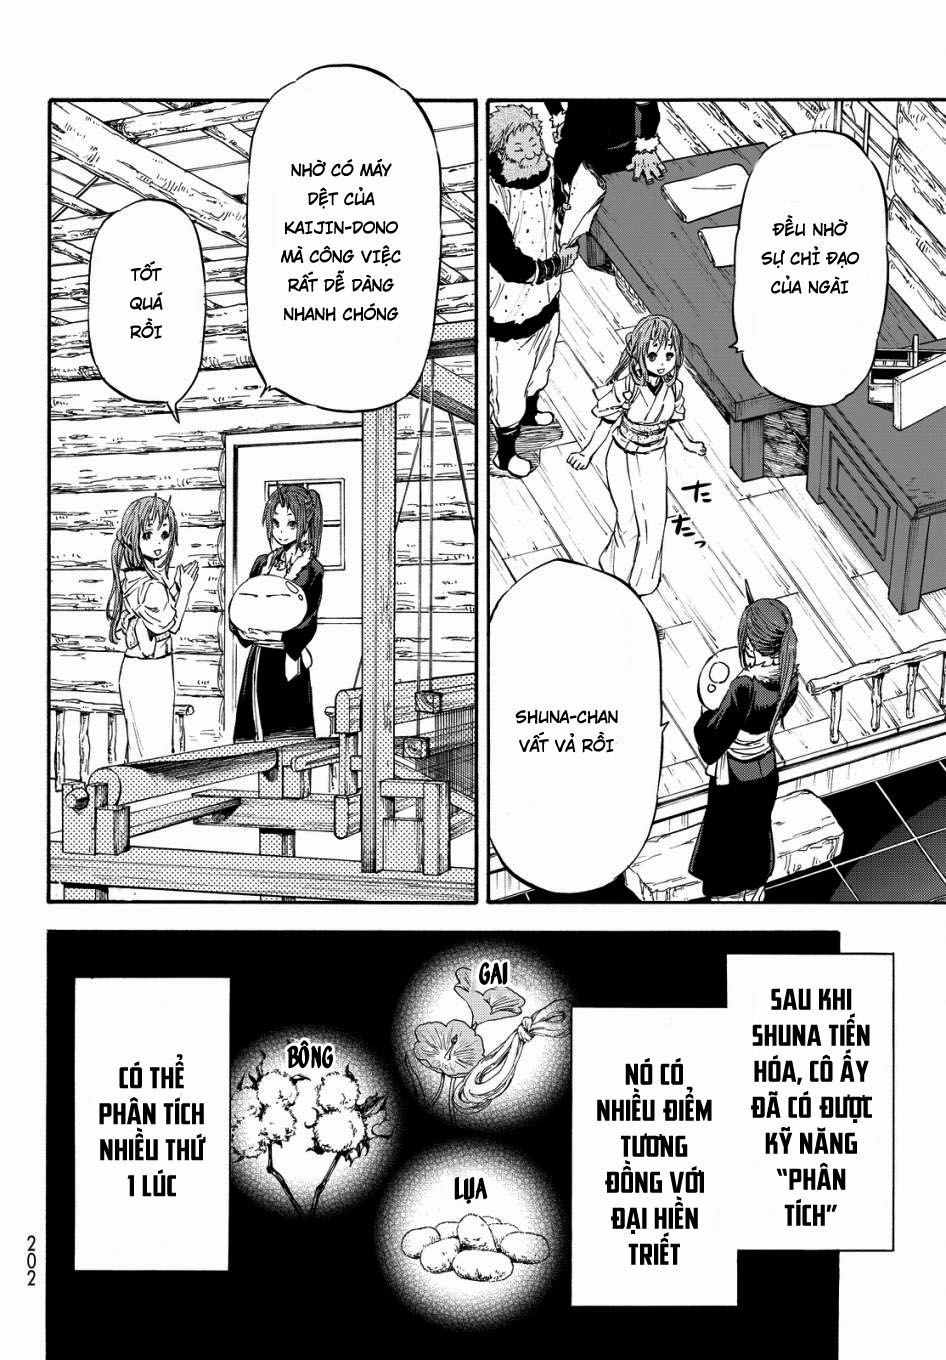 ĐỀU NHỜ
SỰ CHỈ ĐẠO
CỦA NGÀI
たたっ
SHUNA-CHAN
VẤT VẢ RỒI
NHỜ CÓ MÁY
DỆT CỦA
KAIJIN-DONO
MÀ CÔNG VIỆC
RẤT DỄ DÀNG
NHANH CHÓNG
TỐT
QUÁ
RỒI
SAU KHI
SHUNA TIẾN
HÓA, CÔ ẤY
ĐÃ CÓ ĐƯỢC
KỸ NĂNG
“PHÂN
TÍCH”
NÓ CÓ
NHIỀU ĐIỂM
TƯƠNG
ĐỒNG VỚI
ĐẠI HIỀN
TRIẾT
GAI
BÔNG
LỤA
CÓ THỂ
PHÂN TÍCH
NHIỀU THỨ
1 LÚC
202